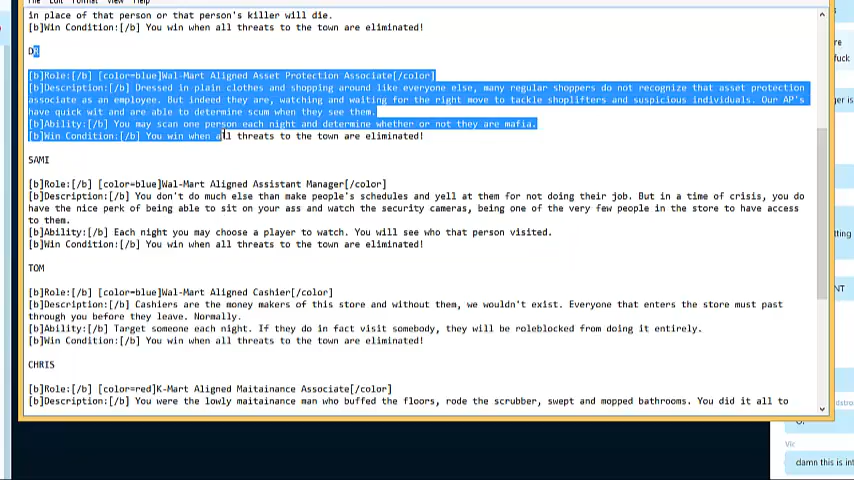 File Edit Format View Help
in place of that person or that person's killer will die.
[b]Win Condition:[/b] You win when all threats to the town are eliminated!
[b]Role:[/b] [color=blue]Wal-Mart Aligned Asset Protection Associate[/color]
[b]Description:[/b] Dressed in plain clothes and shopping around like everyone else, many regular shoppers do not recognize that asset protection
associate as an employee. But indeed they are, watching and waiting for the right move to tackle shoplifters and suspicious individuals. Our AP's
have quick wit and are able to determine scum when they see them.
[b]Ability:[/b] You may scan one person each night and determine whether or not they are mafia.
[b]Win Condition:[/b] You win when all threats to the town are eliminated!
SAMI
[b]Role:[/b] [color=blue]Wal-Mart Aligned Assistant Manager[/color]
[b]Description:[/b] You don't do much else than make people's schedules and yell at them for not doing their job. But in a time of crisis, you do
have the nice perk of being able to sit on your ass and watch the security cameras, being one of the very few people in the store to have access
to them.
[b]Ability:[/b] Each night you may choose a player to watch. You will see who that person visited.
[b]Win Condition:[/b] You win when all threats to the town are eliminated!
TOM
[b]Role:[/b] [color=blue]Wal-Mart Aligned Cashier[/color]
[b]Description:[/b] Cashiers are the money makers of this store and without them, we wouldn't exist. Everyone that enters the store must past
through you before they leave. Normally.
[b]Ability:[/b] Target someone each night. If they do in fact visit somebody, they will be roleblocked from doing it entirely.
[b]Win Condition:[/b] You win when all threats to the town are eliminated!
CHRIS
[b]Role:[/b] [color=red]K-Mart Aligned Maitainance Associate[/color]
[b]Description:[/b] You were the lowly maitainance man who buffed the floors, rode the scrubber, swept and mopped bathrooms. You did it all to
Vic
damn this is int